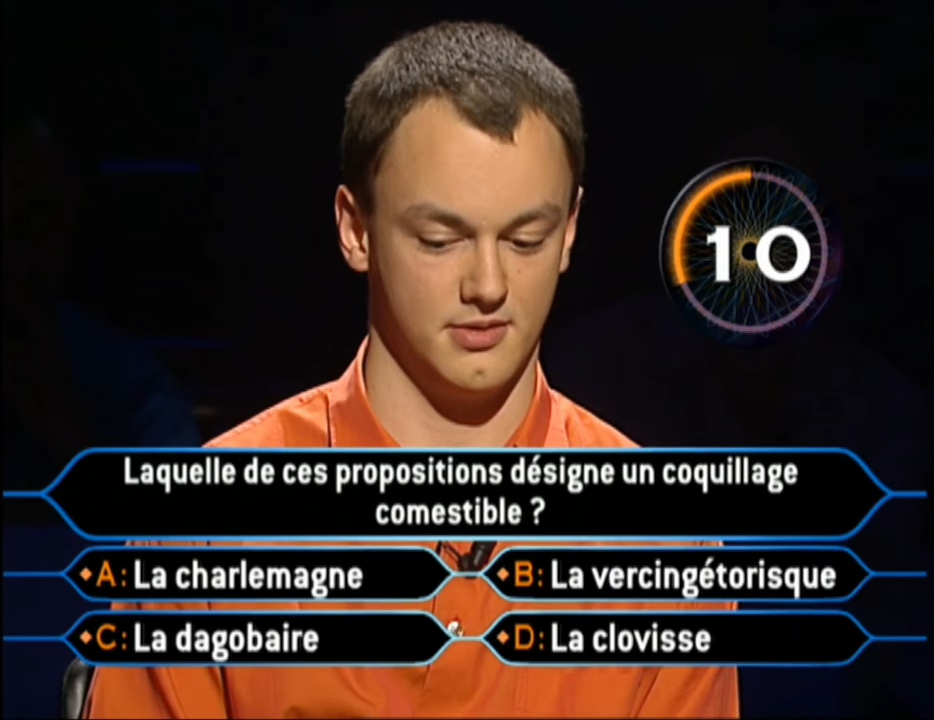 10
Laquelle de ces propositions désigne un coquillage
comestible ?
A: La charlemagne
B: La vercingétorisque
C: La dagobaire
D: La clovisse